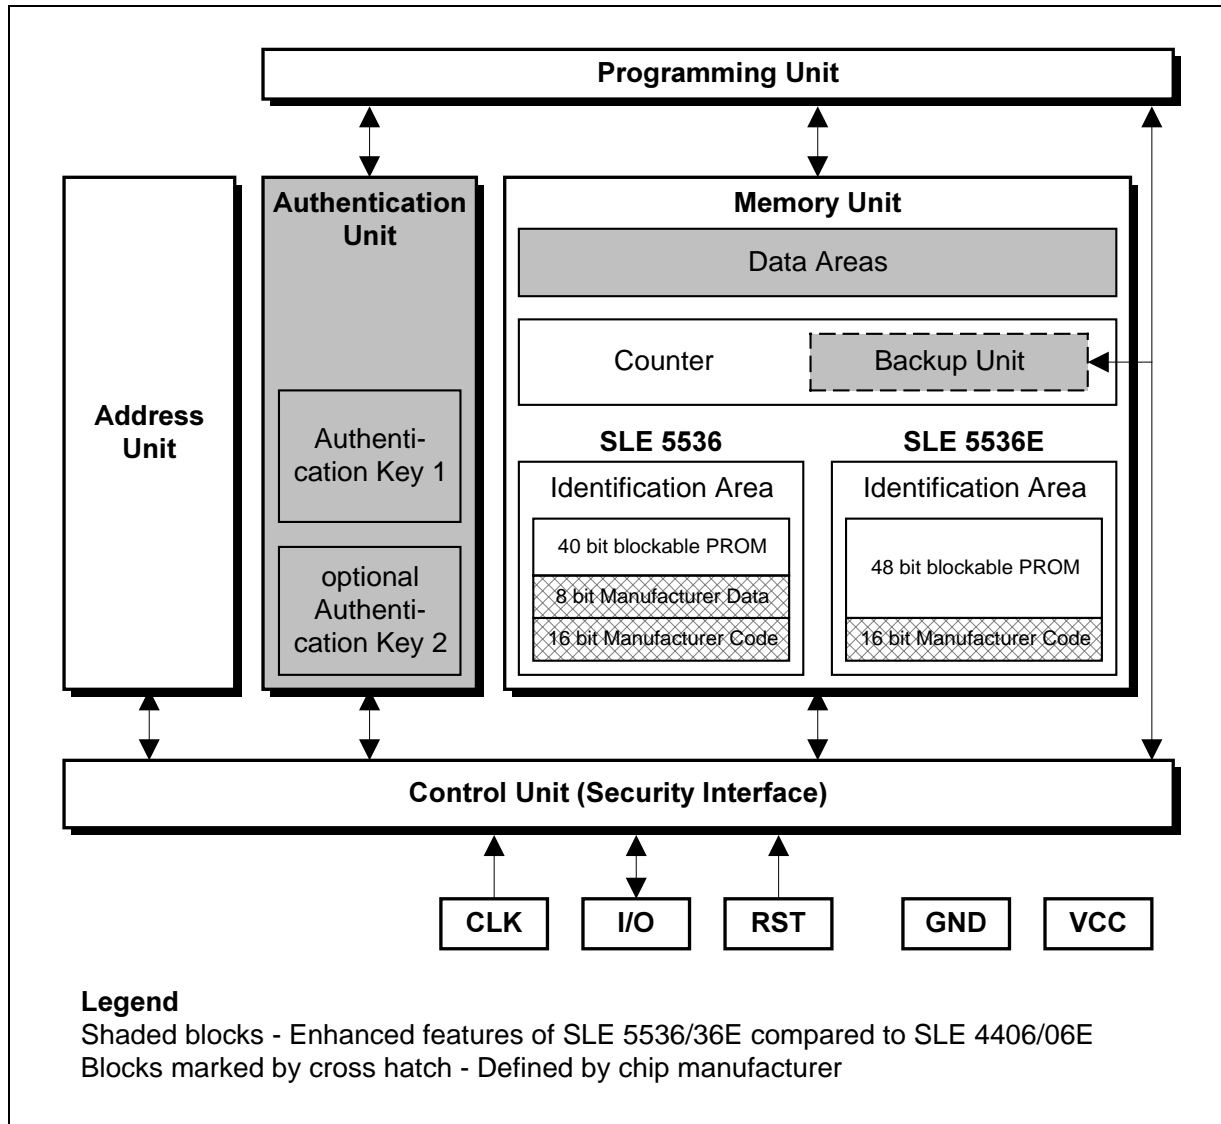 Programming Unit
Authentication
Unit
Memory Unit
Data Areas
Counter
Backup Unit
Address
Unit
Authenti-
cation Key 1
optional
Authenti-
cation Key 2
SLE 5536
Identification Area
40 bit blockable PROM
8 bit Manufacturer Data
16 bit Manufacturer Code
SLE 5536E
Identification Area
48 bit blockable PROM
16 bit Manufacturer Code
Control Unit (Security Interface)
CLK
I/O
RST
GND
VCC
Legend
Shaded blocks - Enhanced features of SLE 5536/36E compared to SLE 4406/06E
Blocks marked by cross hatch - Defined by chip manufacturer